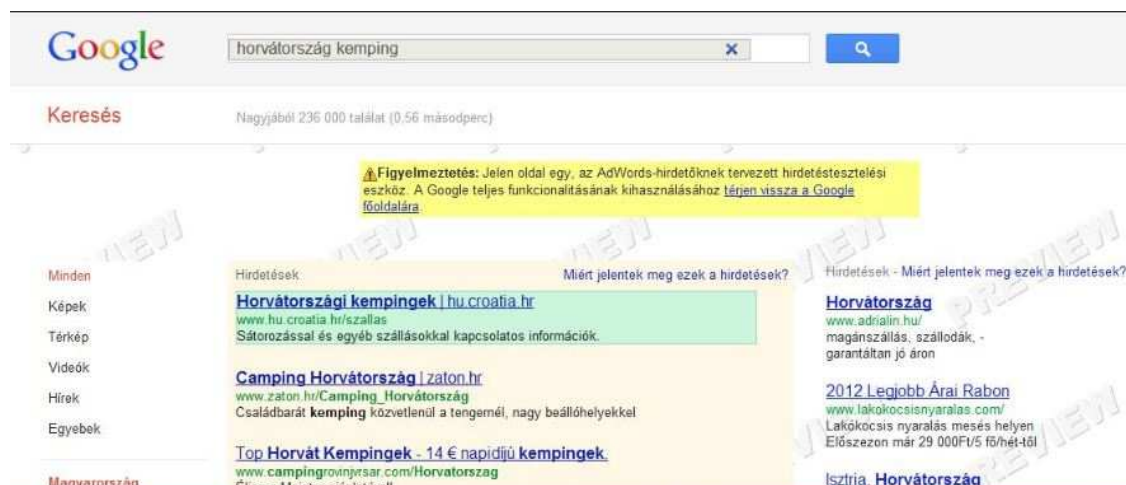 Google
horvátország kemping
Keresés
Nagyjából 236 000 találat (0,56 másodperc)
Figyelmeztetés: Jelen oldal egy, az AdWords-hirdetőknek tervezett hirdetéstesztelési
eszköz. A Google teljes funkcionalitásának kihasználásához térjen vissza a Google
főoldalára.
Minden
Képek
Térkép
Videók
Hírek
Egyebek
Magyarország
Hirdetések
Miért jelentek meg ezek a hirdetések?
Horvátországi kempingek | hu.croatia.hr
www.hu.croatia.hr/szallas
Sátorozással és egyéb szállásokkal kapcsolatos információk.
Camping Horvátország | zaton.hr
www.zaton.hr/Camping_Horvátország
Családbarát kemping közvetlenül a tengernél, nagy beállóhelyekkel
Top Horvát Kempingek - 14 € napidíjú kempingek.
www.campingrovinjvrsar.com/Horvatorszag
Hirdetések - Miért jelentek meg ezek a hirdetések?
Horvátország
www.adrialin.hu/
magánszállás, szállodák, -
garantáltan jó áron
2012 Legjobb Árai Rabon
www.lakokocsisnyaralas.com/
Lakókocsis nyaralás mesés helyen
Előszezon már 29 000Ft/5 fő/hét-től
Isztria, Horvátország
PREVIEW